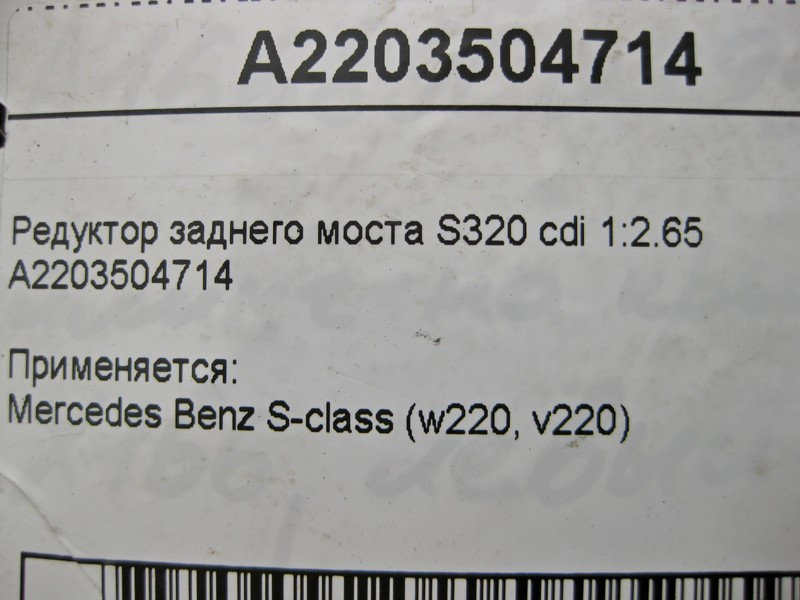 A2203504714
Редуктор заднего моста S320 cdi 1:2.65
A2203504714
Применяется:
Mercedes Benz S-class (w220, v220)